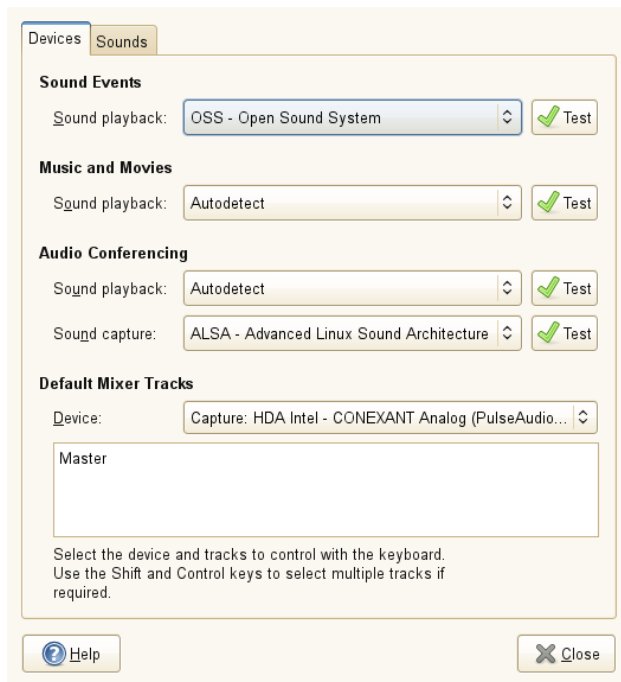 Devices
Sounds
Sound Events
Sound playback: OSS - Open Sound System Test
Music and Movies
Sound playback: Autodetect Test
Audio Conferencing
Sound playback: Autodetect Test
Sound capture: ALSA - Advanced Linux Sound Architecture Test
Default Mixer Tracks
Device: Capture: HDA Intel - CONEXANT Analog (PulseAudio...
Master
Select the device and tracks to control with the keyboard.
Use the Shift and Control keys to select multiple tracks if
required.
Help
Close